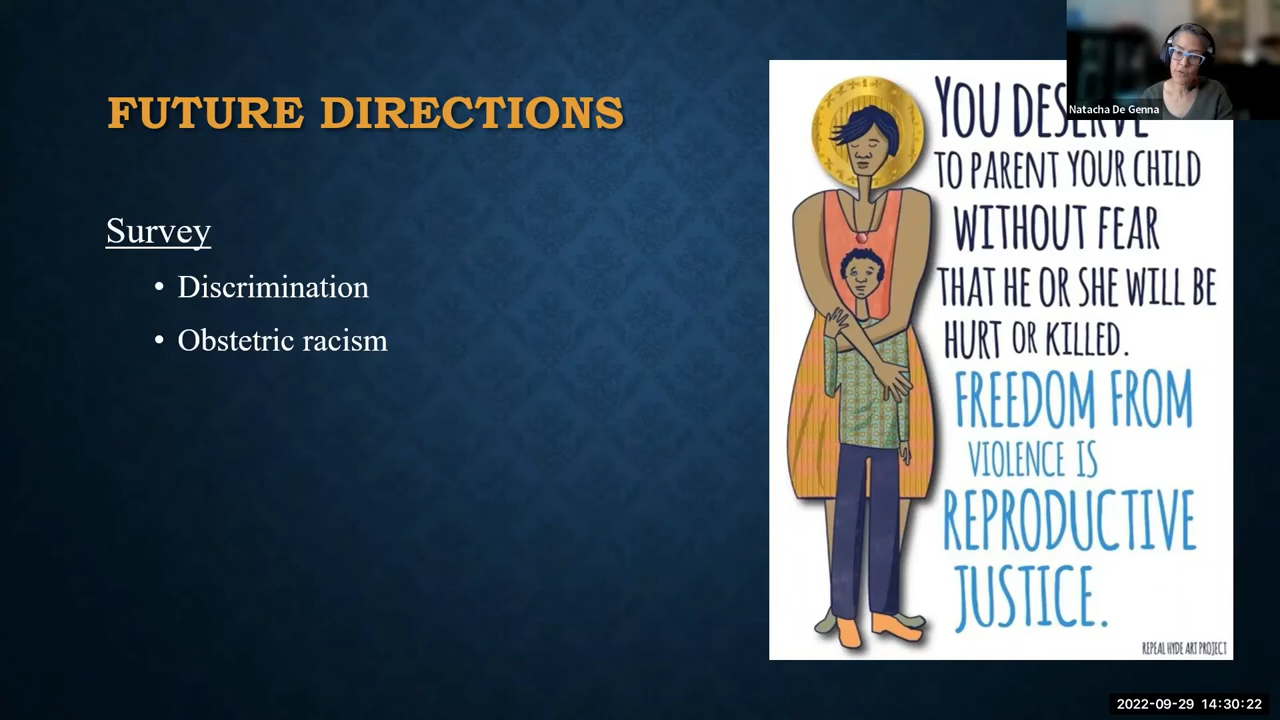 FUTURE DIRECTIONS
Survey
• Discrimination
• Obstetric racism
YOU DESERVE
TO PARENT YOUR CHILD
WITHOUT FEAR
THAT HE OR SHE WILL BE
HURT OR KILLED.
FREEDOM FROM
VIOLENCE IS
REPRODUCTIVE
JUSTICE.
REPEAL HYDE ART PROJECT
Natacha De Genna
2022-09-29 14:30:22